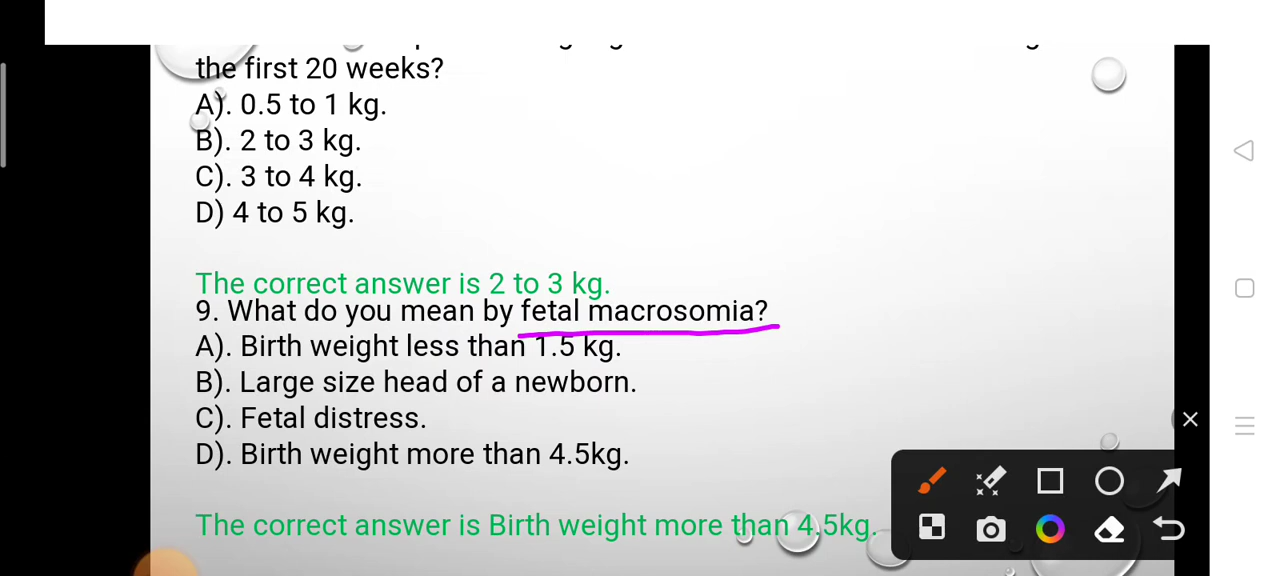 the first 20 weeks?
A). 0.5 to 1 kg.
B). 2 to 3 kg.
C). 3 to 4 kg.
D) 4 to 5 kg.
The correct answer is 2 to 3 kg.
9. What do you mean by fetal macrosomia?
A). Birth weight less than 1.5 kg.
B). Large size head of a newborn.
C). Fetal distress.
D). Birth weight more than 4.5kg.
The correct answer is Birth weight more than 4.5kg.